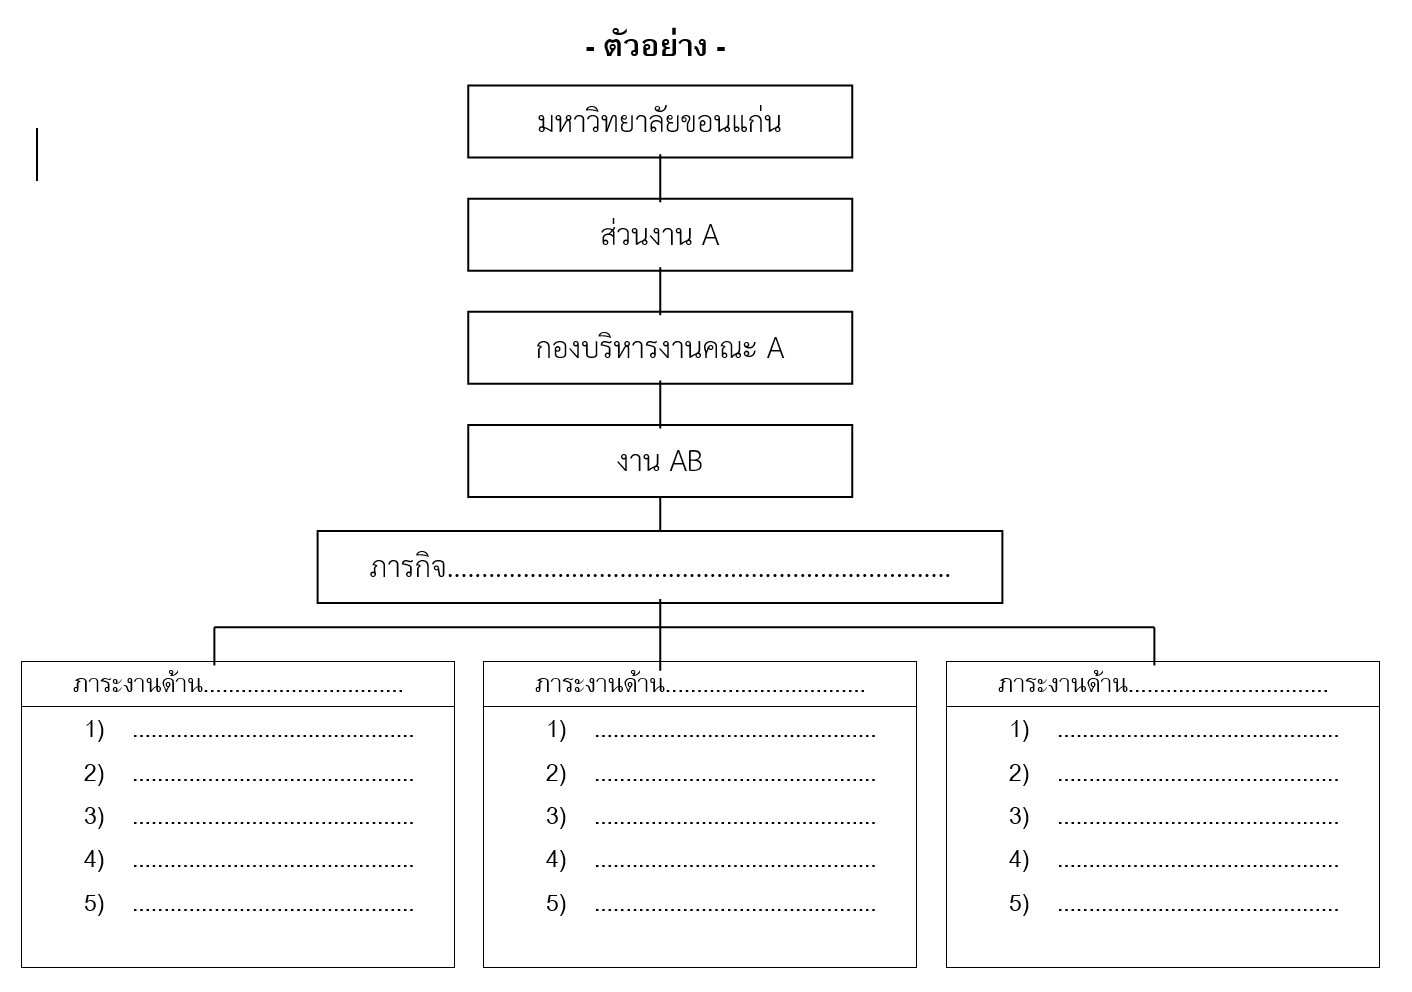 - ตัวอย่าง -
มหาวิทยาลัยขอนแก่น
ส่วนงาน A
กองบริหารงานคณะ A
งาน AB
ภารกิจ.........................................................................
ภาระงานด้าน................................
1) ..............................................
2) ..............................................
3) ..............................................
4) ..............................................
5) ..............................................
ภาระงานด้าน................................
1) ..............................................
2) ..............................................
3) ..............................................
4) ..............................................
5) ..............................................
ภาระงานด้าน................................
1) ..............................................
2) ..............................................
3) ..............................................
4) ..............................................
5) ..............................................